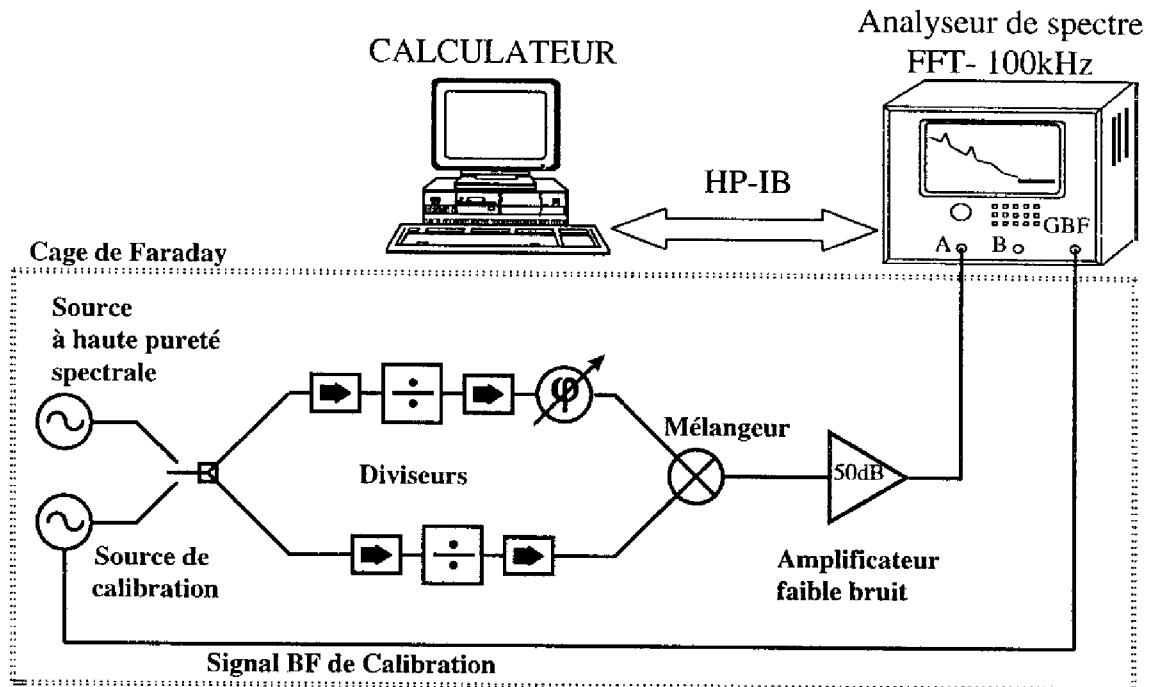 Analyseur de spectre
FFT- 100kHz
CALCULATEUR
HP-IB
GBF
A
B
Cage de Faraday
Source
à haute pureté
spectrale
φ
Mélangeur
Diviseurs
50dB
Source de
calibration
Amplificateur
faible bruit
Signal BF de Calibration